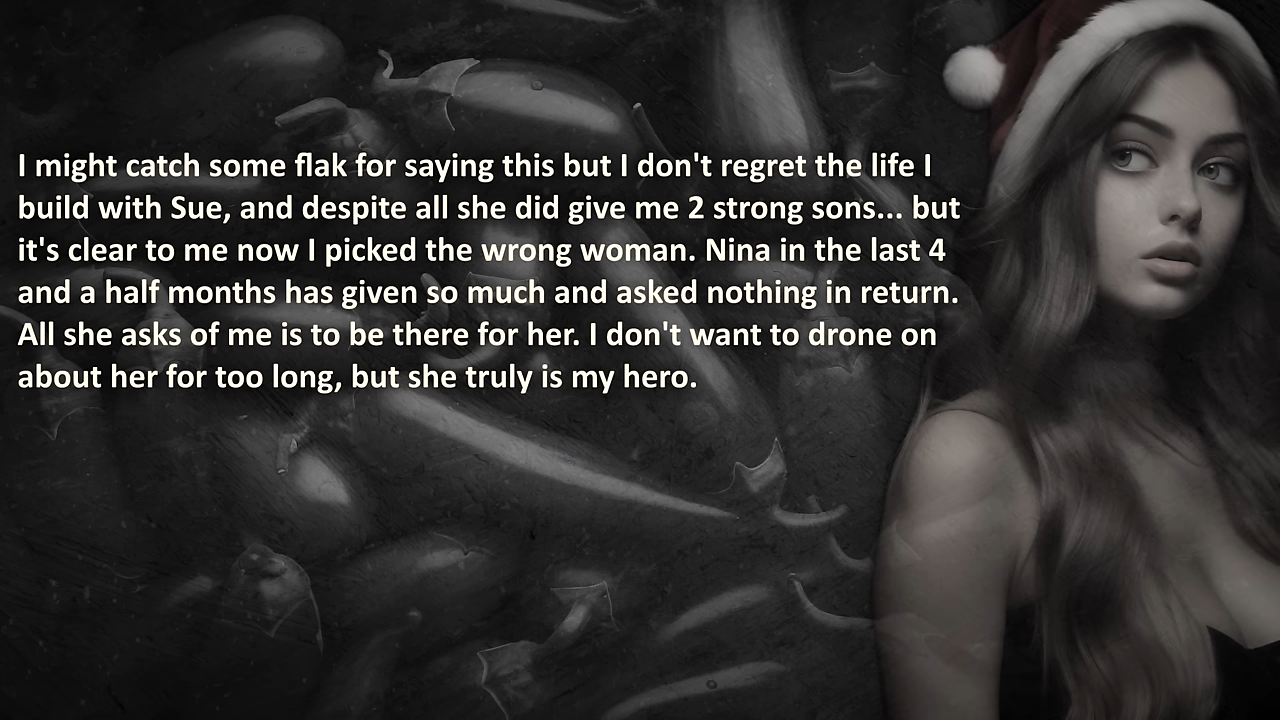 I might catch some flak for saying this but I don't regret the life I
build with Sue, and despite all she did give me 2 strong sons... but
it's clear to me now I picked the wrong woman. Nina in the last 4
and a half months has given so much and asked nothing in return.
All she asks of me is to be there for her. I don't want to drone on
about her for too long, but she truly is my hero.